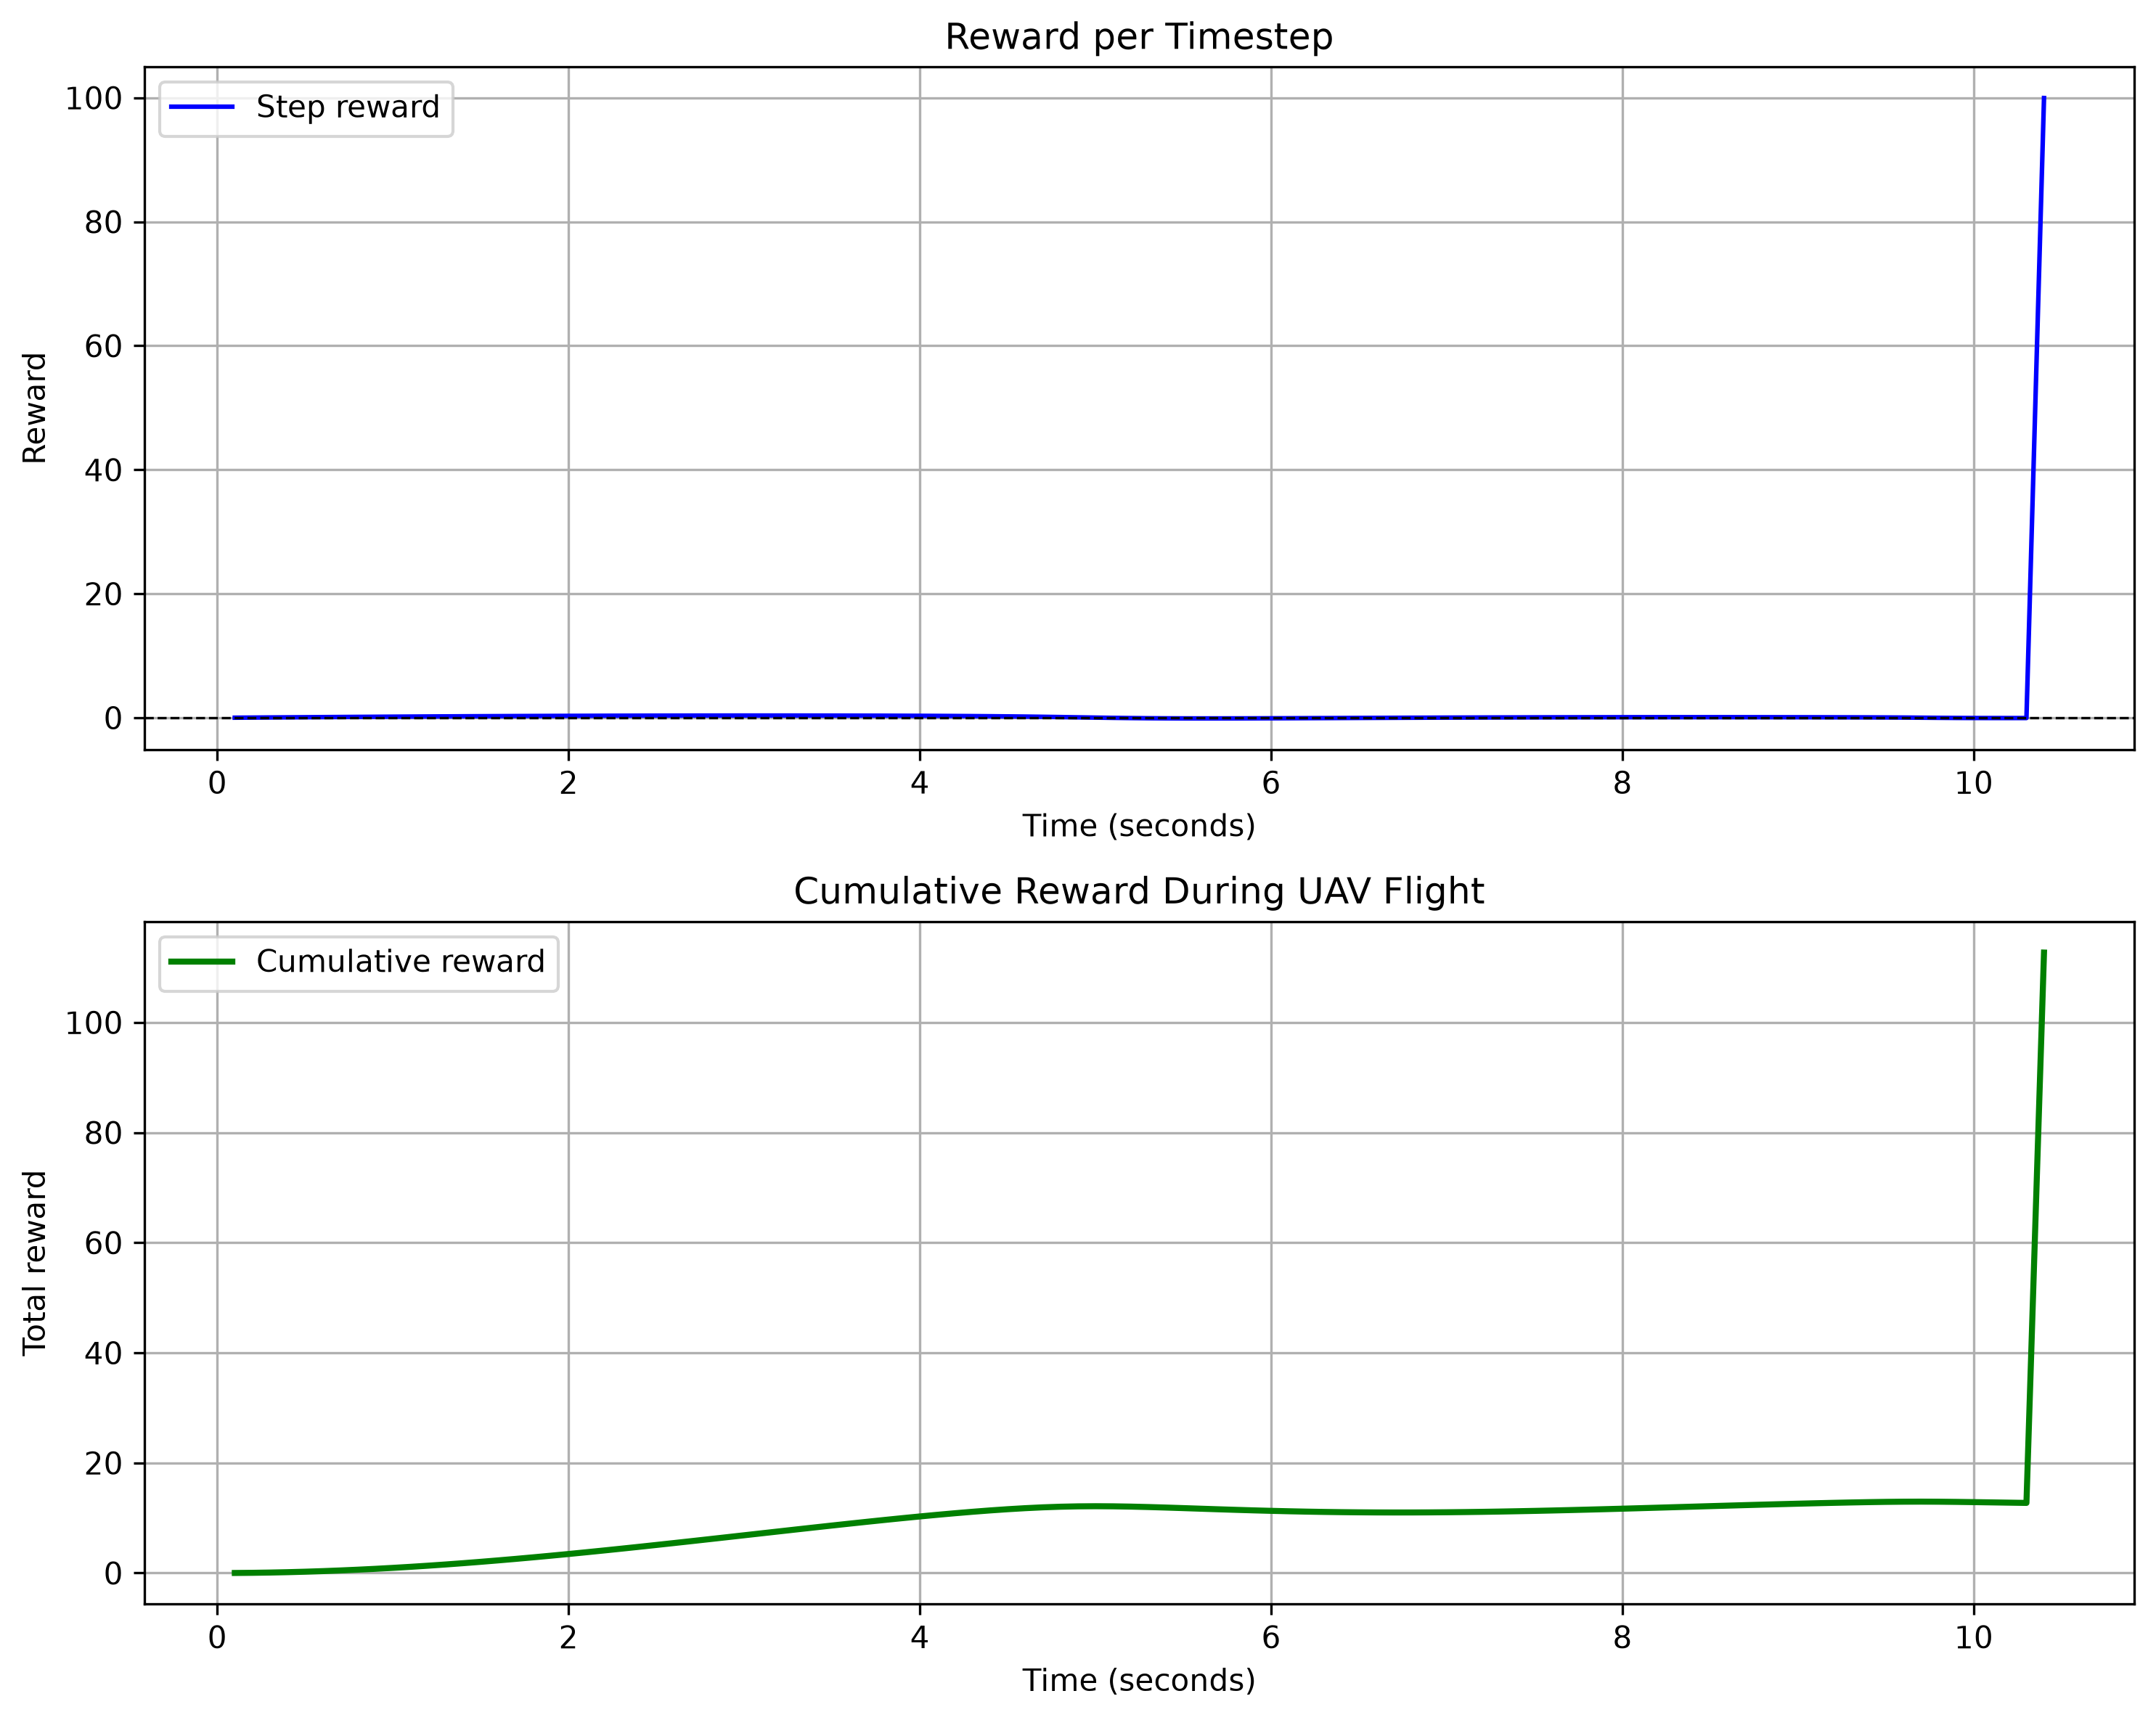 Reward per Timestep
Step reward
100
80
60
40
20
0
Reward
0 2 4 6 8 10
Time (seconds)
Cumulative Reward During UAV Flight
Cumulative reward
100
80
60
40
20
0
Total reward
0 2 4 6 8 10
Time (seconds)